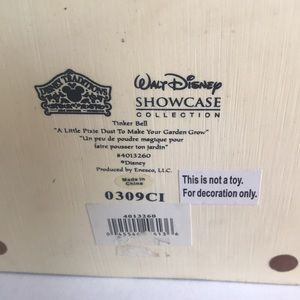 DISNEY TRADITIONS
Walt Disney
SHOWCASE
COLLECTION
Tinker Bell
"A Little Pixie Dust To Make Your Garden Grow"
"Un peu de poudre magique pour
faire pousser ton jardin"
#4013260
©Disney
Produced by Enesco, LLC.
Made in
China
0309CI
This is not a toy.
For decoration only.
4013260